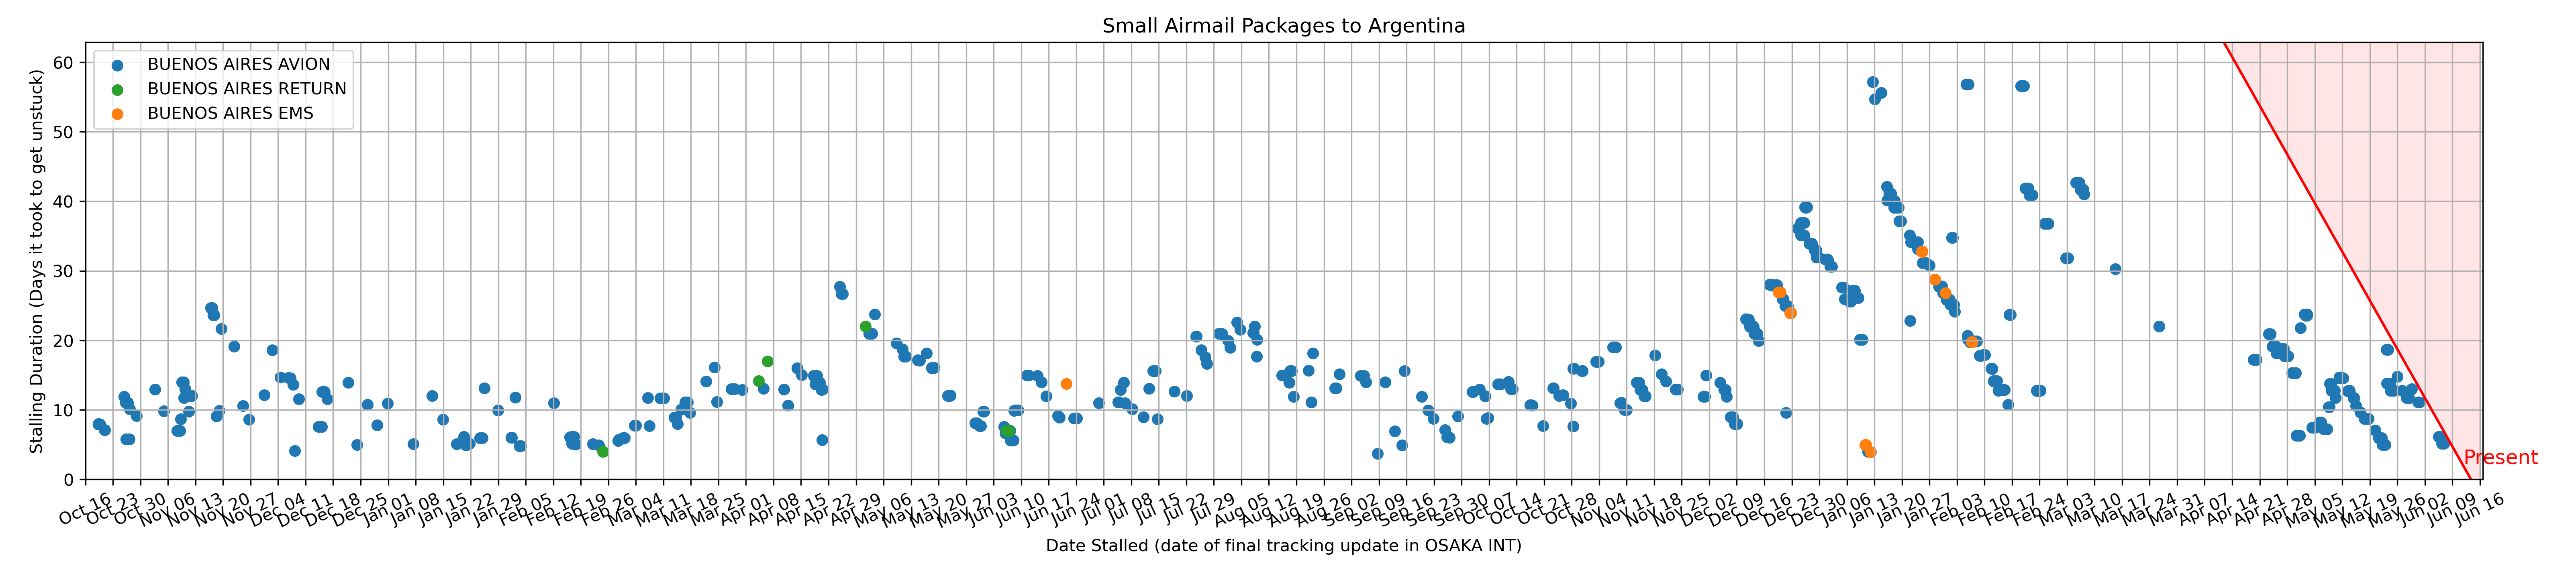 Small Airmail Packages to Argentina
Stalling Duration (Days it took to get unstuck)
60
50
40
30
20
10
0
BUENOS AIRES AVION
BUENOS AIRES RETURN
BUENOS AIRES EMS
Present
Oct 16
Oct 23
Oct 30
Nov 06
Nov 13
Nov 20
Nov 27
Dec 04
Dec 11
Dec 18
Dec 25
Jan 01
Jan 08
Jan 15
Jan 22
Jan 29
Feb 05
Feb 12
Feb 19
Feb 26
Mar 04
Mar 11
Mar 18
Mar 25
Apr 01
Apr 08
Apr 15
Apr 22
Apr 29
May 06
May 13
May 20
May 27
Jun 03
Jun 10
Jun 17
Jun 24
Jul 01
Jul 08
Jul 15
Jul 22
Jul 29
Aug 05
Aug 12
Aug 19
Aug 26
Sep 02
Sep 09
Sep 16
Sep 23
Sep 30
Oct 07
Oct 14
Oct 21
Oct 28
Nov 04
Nov 11
Nov 18
Nov 25
Dec 02
Dec 09
Dec 16
Dec 23
Dec 30
Jan 06
Jan 13
Jan 20
Jan 27
Feb 03
Feb 10
Feb 17
Feb 24
Mar 03
Mar 10
Mar 17
Mar 24
Mar 31
Apr 07
Apr 14
Apr 21
Apr 28
May 05
May 12
May 19
May 26
Jun 02
Jun 09
Jun 16
Date Stalled (date of final tracking update in OSAKA INT)